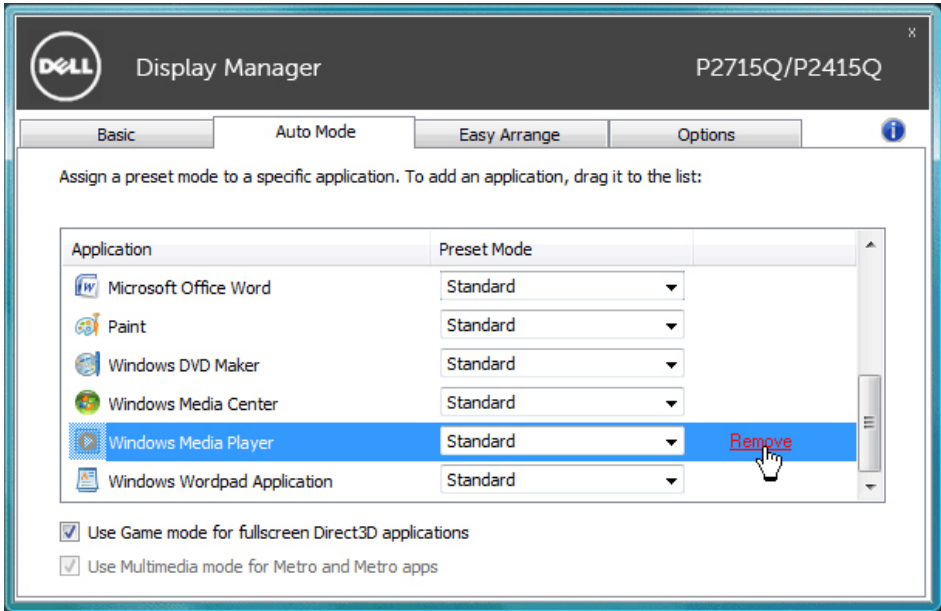 x
DELL Display Manager P2715Q/P2415Q
Basic Auto Mode Easy Arrange Options i
Assign a preset mode to a specific application. To add an application, drag it to the list:
Application Preset Mode
Microsoft Office Word Standard
Paint Standard
Windows DVD Maker Standard
Windows Media Center Standard
Windows Media Player Standard Remove
Windows Wordpad Application Standard
Use Game mode for fullscreen Direct3D applications
Use Multimedia mode for Metro and Metro apps